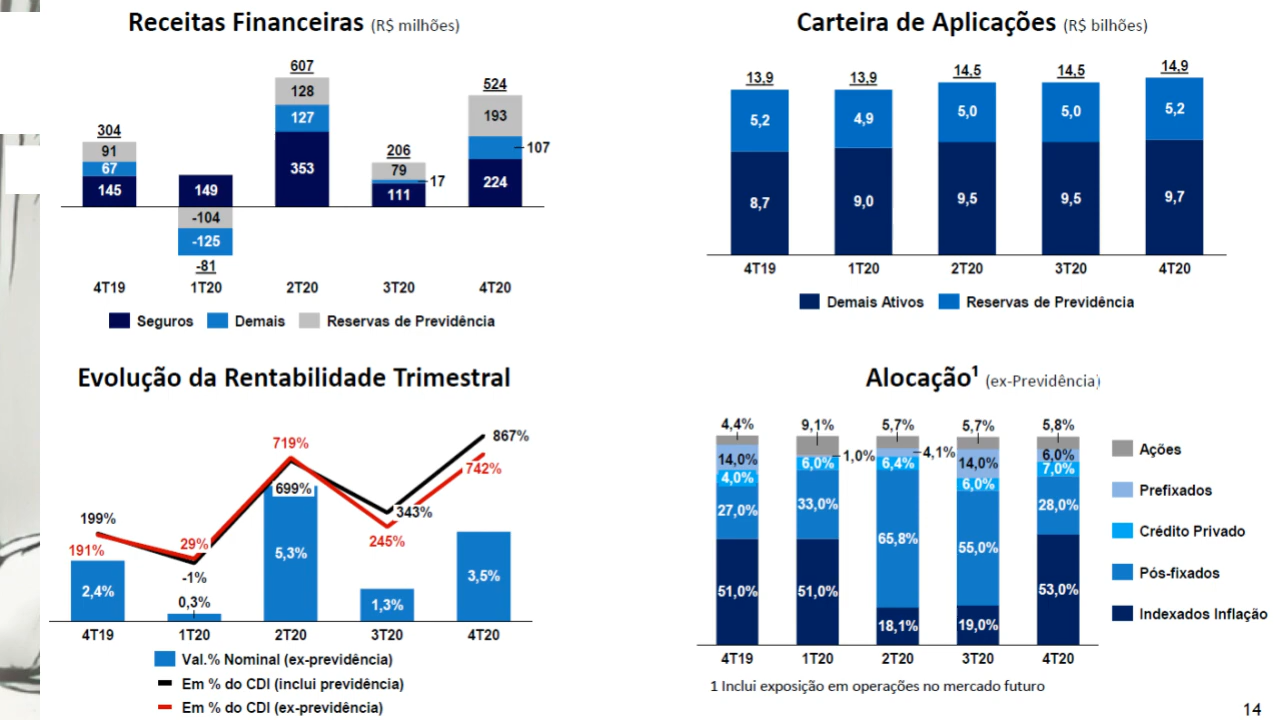 Receitas Financeiras (R$ milhões)
607
524
304
128
127
193
91
206
67
79
107
145
149
353
17
111
224
-104
-125
-81
4T19 1T20 2T20 3T20 4T20
Seguros Demais Reservas de Previdência
Carteira de Aplicações (R$ bilhões)
13,9 13,9 14,5 14,5 14,9
5,2 4,9 5,0 5,0 5,2
8,7 9,0 9,5 9,5 9,7
4T19 1T20 2T20 3T20 4T20
Demais Ativos Reservas de Previdência
Evolução da Rentabilidade Trimestral
719% 867%
742%
699%
199% 343%
191% 29% 245%
-1%
5,3%
2,4% 0,3% 1,3% 3,5%
4T19 1T20 2T20 3T20 4T20
Val.% Nominal (ex-previdência)
Em % do CDI (inclui previdência)
Em % do CDI (ex-previdência)
Alocação¹ (ex-Previdência)
4,4% 9,1% 5,7% 5,7% 5,8%
14,0% 1,0% 4,1% 14,0% 6,0%
4,0% 6,0% 6,4% 6,0% 7,0%
27,0% 33,0% 65,8% 55,0% 28,0%
51,0% 51,0% 18,1% 19,0% 53,0%
4T19 1T20 2T20 3T20 4T20
Ações
Prefixados
Crédito Privado
Pós-fixados
Indexados Inflação
1 Inclui exposição em operações no mercado futuro
14